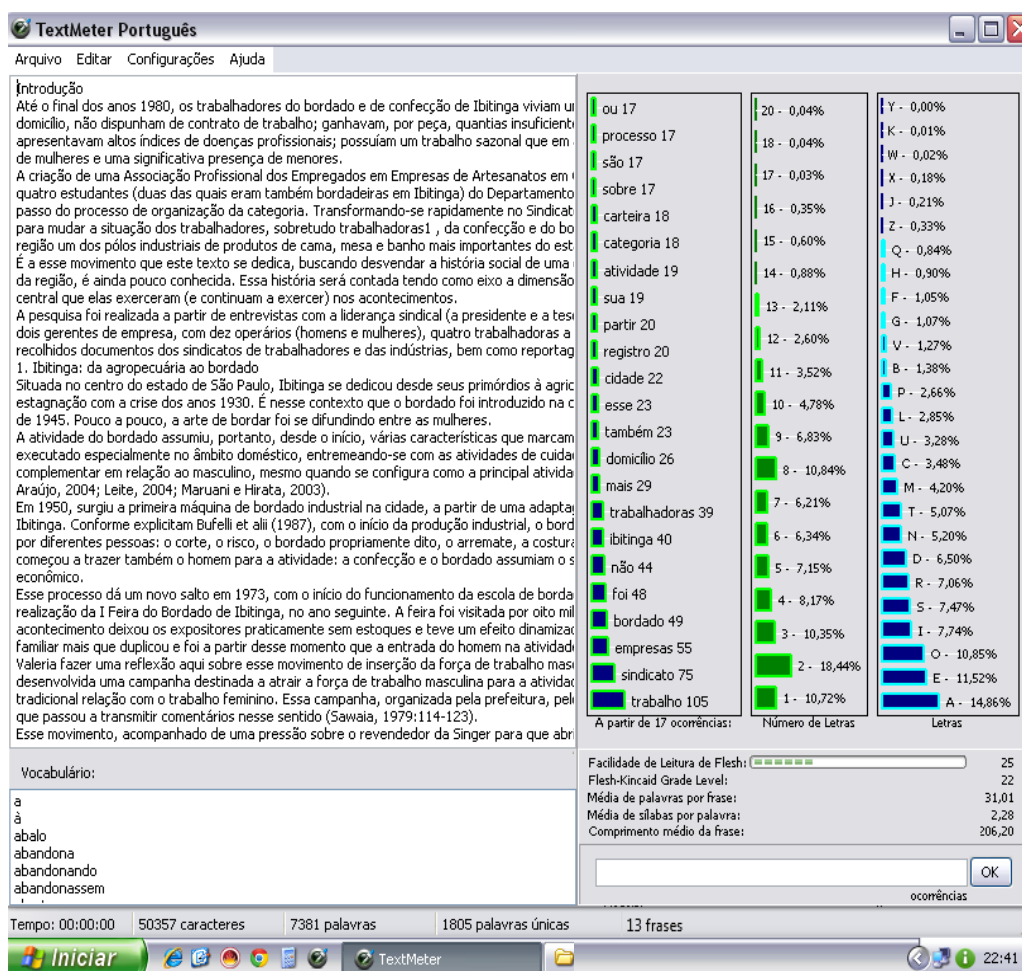 TextMeter Português
Arquivo Editar Configurações Ajuda
Introdução
Até o final dos anos 1980, os trabalhadores do bordado e de confecção de Ibitinga viviam
domicílio, não dispunham de contrato de trabalho; ganhavam, por peça, quantias
apresentavam altos índices de doenças profissionais; possuíam um trabalho sazonal que em
de mulheres e uma significativa presença de menores.
A criação de uma Associação Profissional dos Empregados em Empresas de Artesanatos em
quatro estudantes (duas das quais eram também bordadeiras em Ibitinga) do Departamento
passo do processo de organização da categoria. Transformando-se rapidamente no
para mudar a situação dos trabalhadores, sobretudo trabalhadoras1 , da confecção e do
região um dos pólos industriais de produtos de cama, mesa e banho mais importantes do
É a esse movimento que este texto se dedica, buscando desvendar a história social de uma
da região, é ainda pouco conhecida. Essa história será contada tendo como eixo a dimensão
central que elas exerceram (e continuam a exercer) nos acontecimentos.
A pesquisa foi realizada a partir de entrevistas com a liderança sindical (a presidente e a
dois gerentes de empresa, com dez operários (homens e mulheres), quatro trabalhadoras a
recolhidos documentos dos sindicatos de trabalhadores e das indústrias, bem como
1. Ibitinga: da agropecuária ao bordado
Situada no centro do estado de São Paulo, Ibitinga se dedicou desde seus primórdios à
estagnação com a crise dos anos 1930. É nesse contexto que o bordado foi introduzido na
de 1945. Pouco a pouco, a arte de bordar foi se difundindo entre as mulheres.
A atividade do bordado assumiu, portanto, desde o início, várias características que marcam
executado especialmente no âmbito doméstico, entremeando-se com as atividades de
complementar em relação ao masculino, mesmo quando se configura como a principal
Araújo, 2004; Leite, 2004; Maruani e Hirata, 2003).
Em 1950, surgiu a primeira máquina de bordado industrial na cidade, a partir de uma
Ibitinga. Conforme explicitam Bufelli et alii (1987), com o início da produção industrial, o
por diferentes pessoas: o corte, o risco, o bordado propriamente dito, o arremate, a costura
começou a trazer também o homem para a atividade: a confecção e o bordado assumiam o
econômico.
Esse processo dá um novo salto em 1973, com o início do funcionamento da escola de
realização da I Feira do Bordado de Ibitinga, no ano seguinte. A feira foi visitada por oito
acontecimento deixou os expositores praticamente sem estoques e teve um efeito
familiar mais que duplicou e foi a partir desse momento que a entrada do homem na
Valeria fazer uma reflexão aqui sobre esse movimento de inserção da força de trabalho
desenvolvida uma campanha destinada a atrair a força de trabalho masculina para a
tradicional relação com o trabalho feminino. Essa campanha, organizada pela prefeitura,
que passou a transmitir comentários nesse sentido (Sawaia, 1979:114-123).
Esse movimento, acompanhado de uma pressão sobre o revendedor da Singer para que
ou 17
processo 17
são 17
sobre 17
carteira 18
categoria 18
atividade 19
sua 19
partir 20
registro 20
cidade 22
esse 23
também 23
domicílio 26
mais 29
trabalhadoras 39
ibitinga 40
não 44
foi 48
bordado 49
empresas 55
sindicato 75
trabalho 105
A partir de 17 ocorrências:
20 - 0,04%
18 - 0,04%
17 - 0,03%
16 - 0,35%
15 - 0,60%
14 - 0,88%
13 - 2,11%
12 - 2,60%
11 - 3,52%
10 - 4,78%
9 - 6,83%
8 - 10,84%
7 - 6,21%
6 - 6,34%
5 - 7,15%
4 - 8,17%
3 - 10,35%
2 - 18,44%
1 - 10,72%
Número de Letras
Y - 0,00%
K - 0,01%
W - 0,02%
X - 0,18%
J - 0,21%
Z - 0,33%
Q - 0,84%
H - 0,90%
F - 1,05%
G - 1,07%
V - 1,27%
B - 1,38%
P - 2,66%
L - 2,85%
U - 3,28%
C - 3,48%
M - 4,20%
T - 5,07%
N - 5,20%
D - 6,50%
R - 7,06%
S - 7,47%
I - 7,74%
O - 10,85%
E - 11,52%
A - 14,86%
Letras
Vocabulário:
a
à
abalo
abandona
abandonando
abandonassem
Facilidade de Leitura de Flesh: 25
Flesh-Kincaid Grade Level: 22
Média de palavras por frase: 31,01
Média de sílabas por palavra: 2,28
Comprimento médio da frase: 206,20
OK
ocorrências
Tempo: 00:00:00 50357 caracteres 7381 palavras 1805 palavras únicas 13 frases
Iniciar TextMeter 22:41